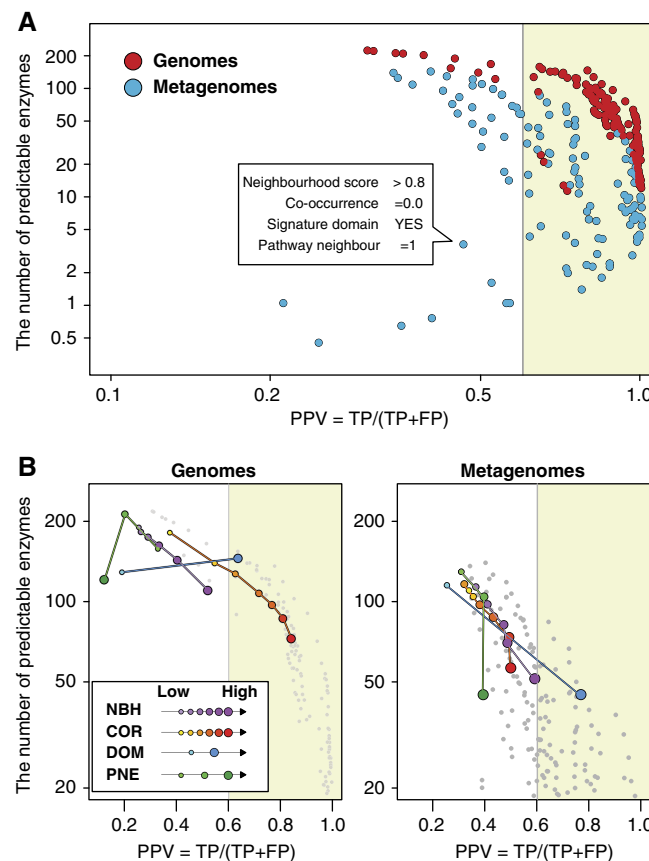 A
The number of predictable enzymes
200
100
50
20
10
5
2
1
0.5
Genomes
Metagenomes
Neighbourhood score > 0.8
Co-occurrence =0.0
Signature domain YES
Pathway neighbour =1
0.1 0.2 0.5 1.0
PPV = TP/(TP+FP)
B
Genomes
The number of predictable enzymes
200
100
50
20
Low High
NBH
COR
DOM
PNE
0.2 0.4 0.6 0.8 1.0
PPV = TP/(TP+FP)
Metagenomes
200
100
50
20
0.2 0.4 0.6 0.8 1.0
PPV = TP/(TP+FP)